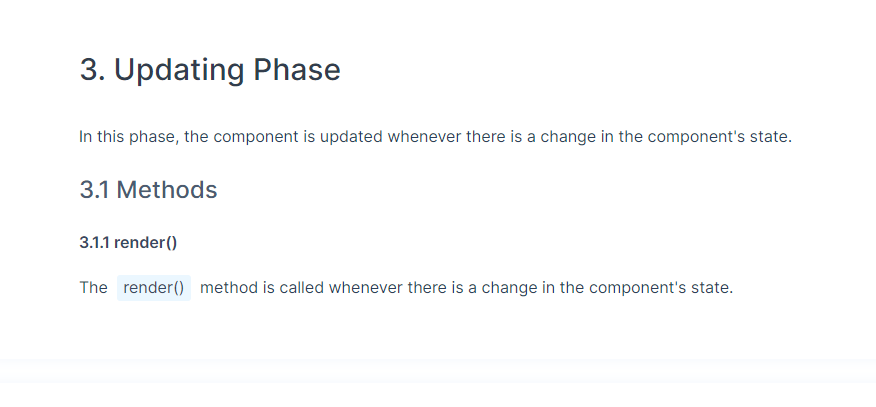 3. Updating Phase
In this phase, the component is updated whenever there is a change in the component's state.
3.1 Methods
3.1.1 render()
The render() method is called whenever there is a change in the component's state.